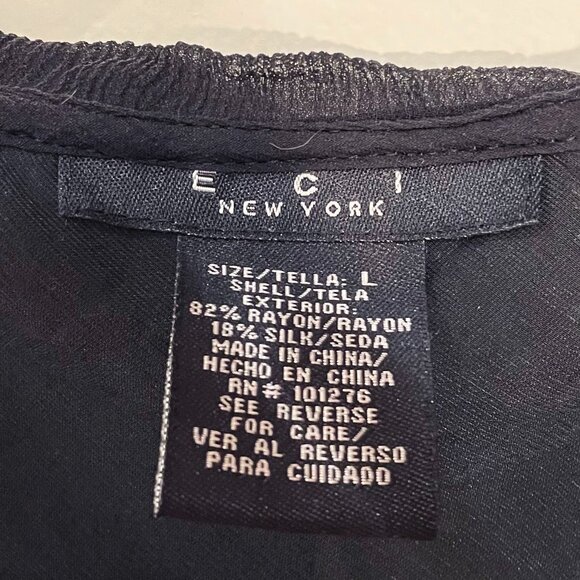 E C I
NEW YORK
SIZE/TELLA: L
SHELL/TELA
EXTERIOR:
82% RAYON/RAYON
18% SILK/SEDA
MADE IN CHINA/
HECHO EN CHINA
RN# 101276
SEE REVERSE
FOR CARE/
VER AL REVERSO
PARA CUIDADO